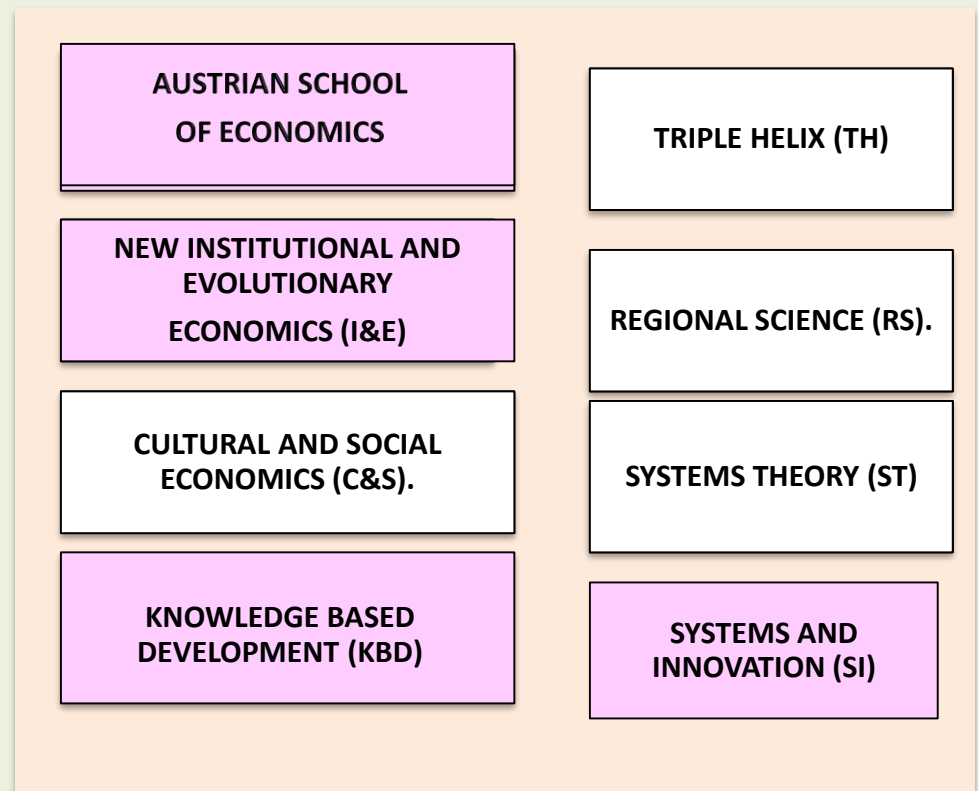 AUSTRIAN SCHOOL
OF ECONOMICS
NEW INSTITUTIONAL AND
EVOLUTIONARY
ECONOMICS (I&E)
CULTURAL AND SOCIAL
ECONOMICS (C&S).
KNOWLEDGE BASED
DEVELOPMENT (KBD)
TRIPLE HELIX (TH)
REGIONAL SCIENCE (RS).
SYSTEMS THEORY (ST)
SYSTEMS AND
INNOVATION (SI)